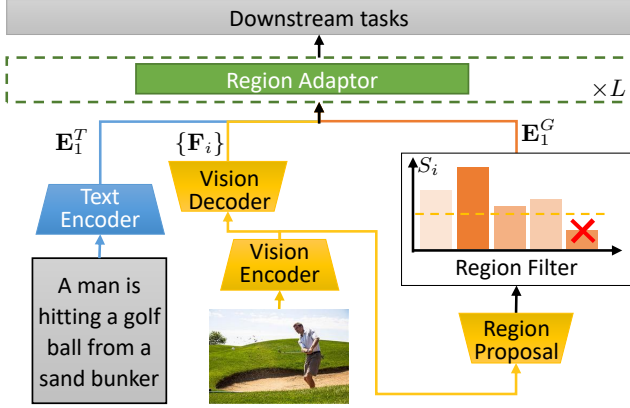 Downstream tasks
Region Adaptor
×L
E_1^T
{F_i}
E_1^G
Text
Encoder
Vision
Decoder
Vision
Encoder
S_i
Region Filter
Region
Proposal
A man is
hitting a golf
ball from a
sand bunker